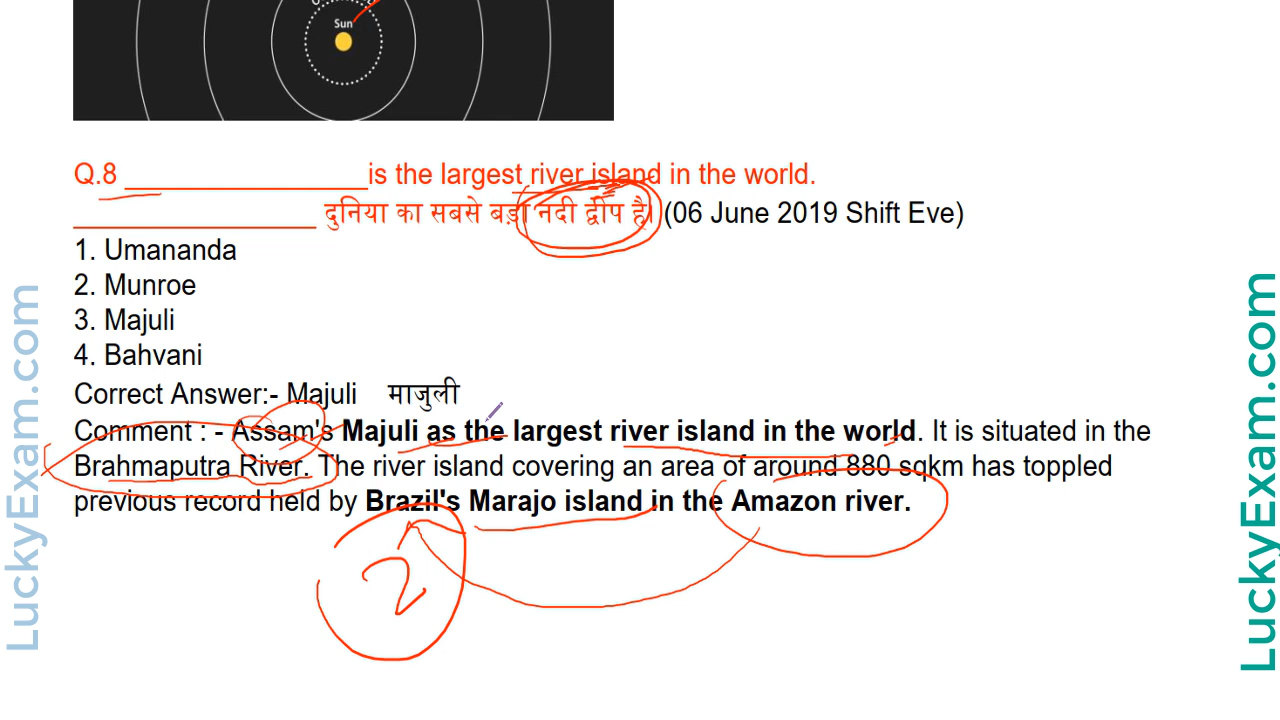 Sun
Q.8 ________________is the largest river island in the world.
________________ दुनिया का सबसे बड़ा नदी द्वीप है। (06 June 2019 Shift Eve)
1. Umananda
2. Munroe
3. Majuli
4. Bahvani
Correct Answer:- Majuli माजुली
Comment : - Assam's Majuli as the largest river island in the world. It is situated in the
Brahmaputra River. The river island covering an area of around 880 sqkm has toppled
previous record held by Brazil's Marajo island in the Amazon river.
2
LuckyExam.com
LuckyExam.com